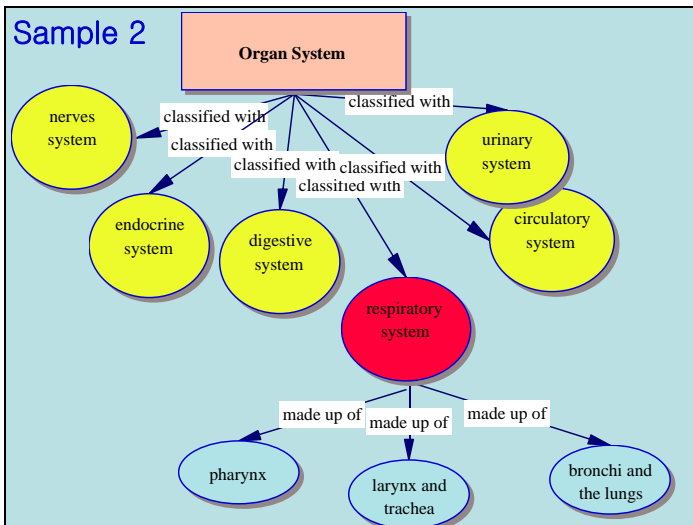 Sample 2
Organ System
classified with
classified with
classified with
classified with
classified with
classified with
nerves
system
urinary
system
endocrine
system
digestive
system
circulatory
system
respiratory
system
made up of
made up of
made up of
pharynx
larynx and
trachea
bronchi and
the lungs